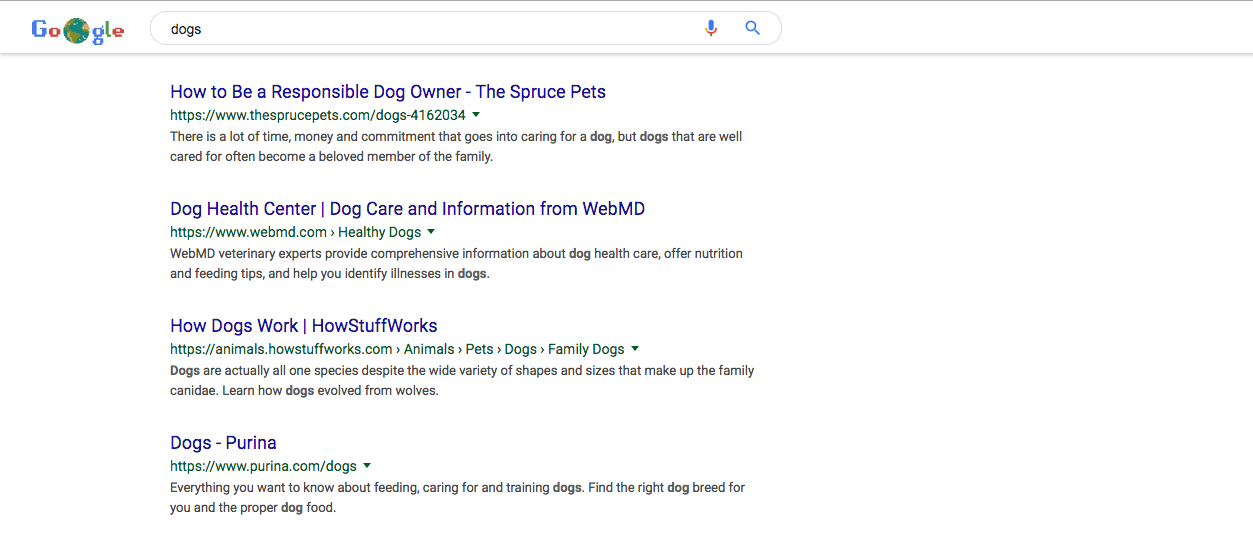 Google
dogs
How to Be a Responsible Dog Owner - The Spruce Pets
https://www.thesprucepets.com/dogs-4162034
There is a lot of time, money and commitment that goes into caring for a dog, but dogs that are well
cared for often become a beloved member of the family.
Dog Health Center | Dog Care and Information from WebMD
https://www.webmd.com › Healthy Dogs
WebMD veterinary experts provide comprehensive information about dog health care, offer nutrition
and feeding tips, and help you identify illnesses in dogs.
How Dogs Work | HowStuffWorks
https://animals.howstuffworks.com › Animals › Pets › Dogs › Family Dogs
Dogs are actually all one species despite the wide variety of shapes and sizes that make up the family
canidae. Learn how dogs evolved from wolves.
Dogs - Purina
https://www.purina.com/dogs
Everything you want to know about feeding, caring for and training dogs. Find the right dog breed for
you and the proper dog food.